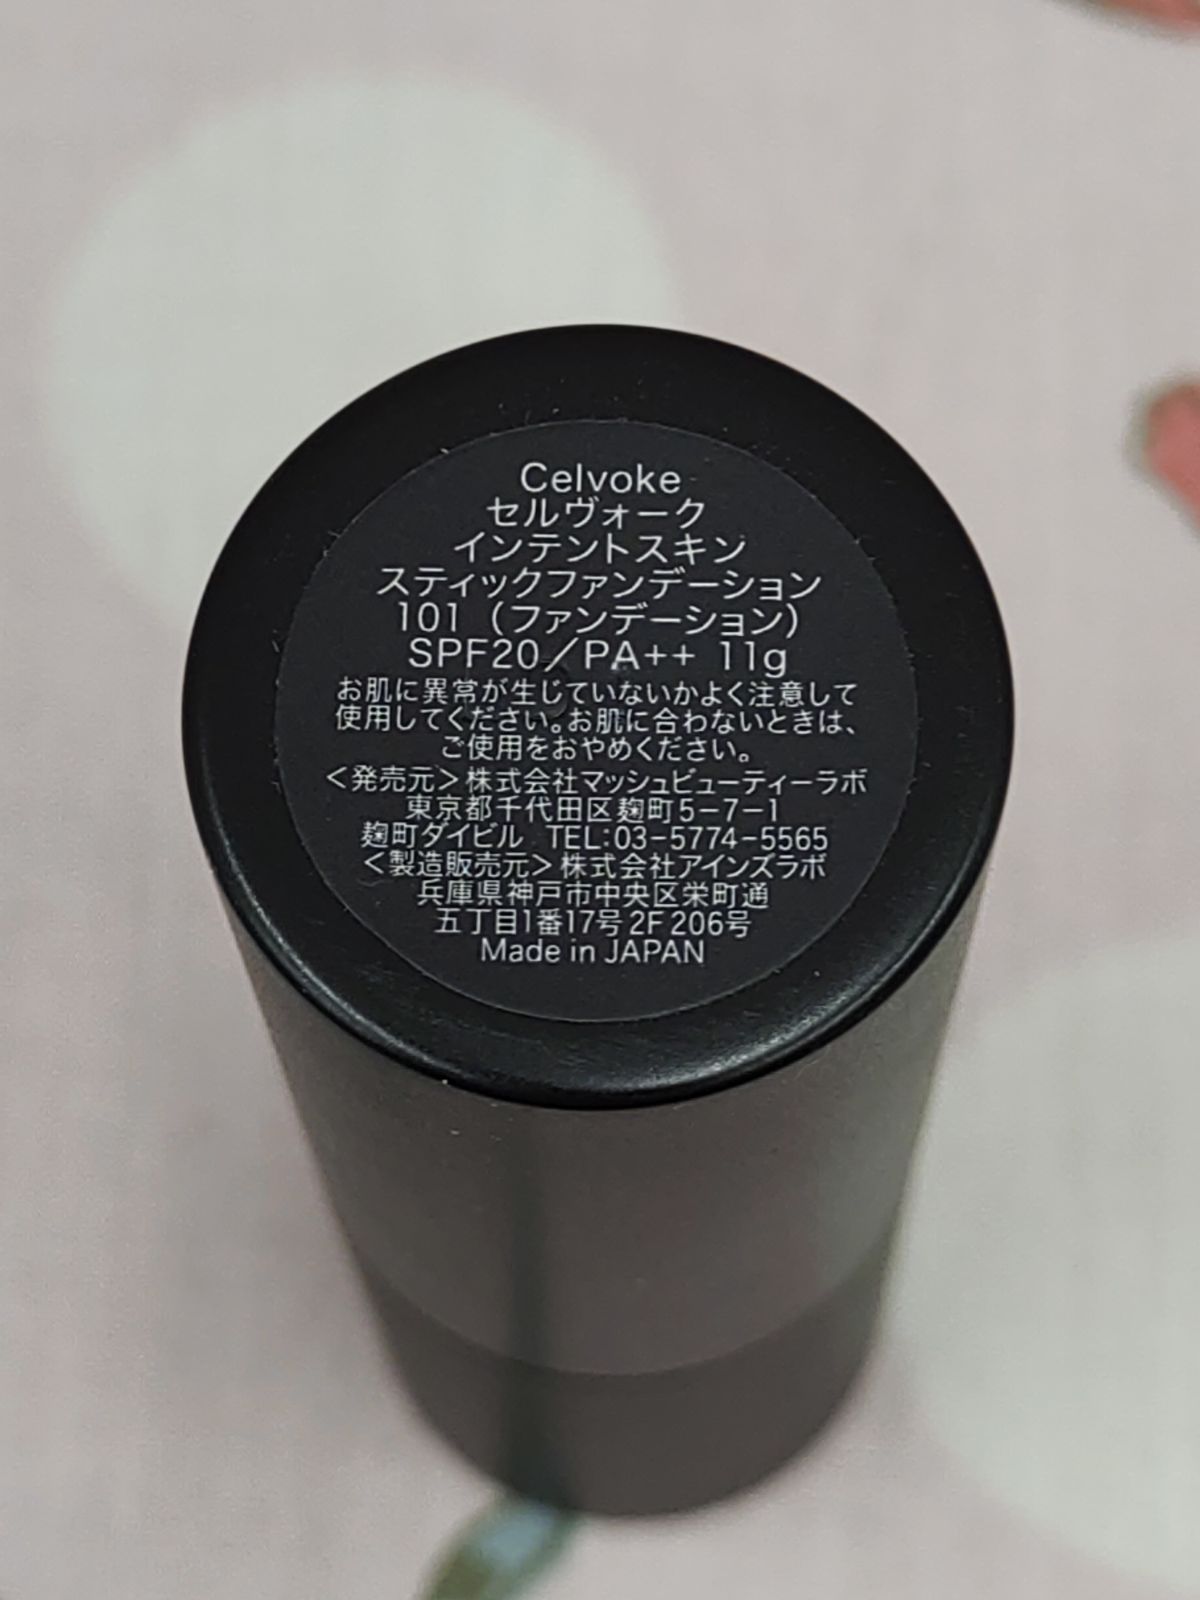 Celvoke
セルヴォーク
インテントスキン
スティックファンデーション
101（ファンデーション）
SPF20／PA++ 11g
お肌に異常が生じていないかよく注意して
使用してください。お肌に合わないときは、
ご使用をおやめください。
＜発売元＞株式会社マッシュビューティーラボ
東京都千代田区麹町5−7−1
麹町ダイビル TEL:03−5774−5565
＜製造販売元＞株式会社アインズラボ
兵庫県神戸市中央区栄町通
五丁目1番17号2F 206号
Made in JAPAN